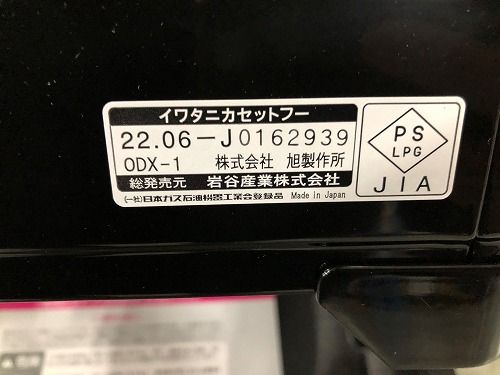 イワタニカセットフー
22.06-J0162939
ODX-1 株式会社 旭製作所
総発売元 岩谷産業株式会社
(一社)日本ガス石油機器工業会登録品 Made in Japan
PS
LPG
JIA